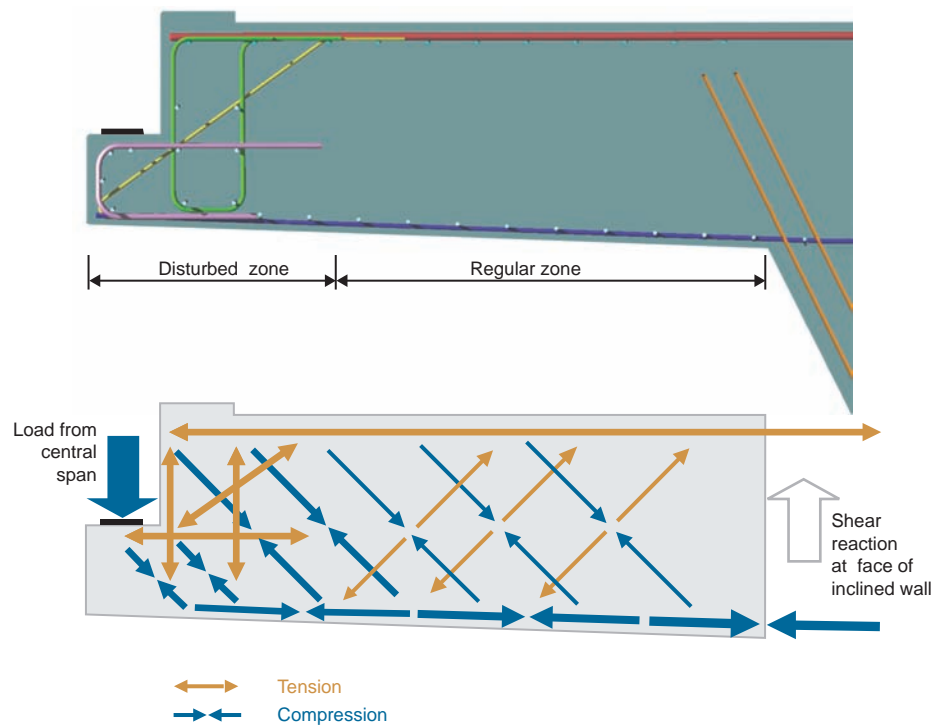 Disturbed zone
Regular zone
Load from
central
span
Shear
reaction
at face of
inclined wall
Tension
Compression